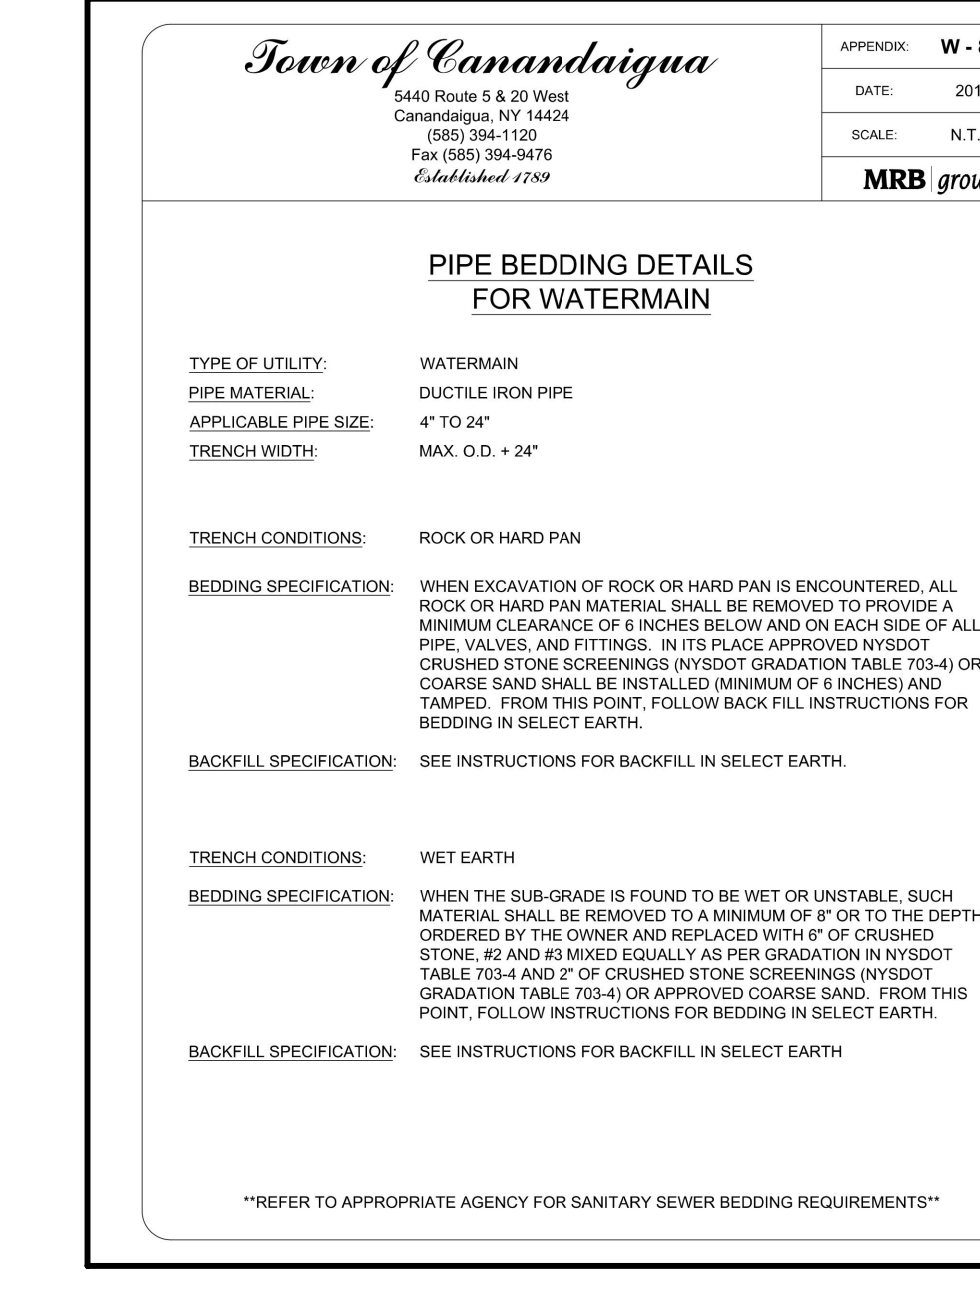 Town of Canandaigua
5440 Route 5 & 20 West
Canandaigua, NY 14424
(585) 394-1120
Fax (585) 394-9476
Established 1789
APPENDIX: W -
DATE: 201
SCALE: N.T.
MRB grou
PIPE BEDDING DETAILS
FOR WATERMAIN
TYPE OF UTILITY: WATERMAIN
PIPE MATERIAL: DUCTILE IRON PIPE
APPLICABLE PIPE SIZE: 4" TO 24"
TRENCH WIDTH: MAX. O.D. + 24"
TRENCH CONDITIONS: ROCK OR HARD PAN
BEDDING SPECIFICATION: WHEN EXCAVATION OF ROCK OR HARD PAN IS ENCOUNTERED, ALL
ROCK OR HARD PAN MATERIAL SHALL BE REMOVED TO PROVIDE A
MINIMUM CLEARANCE OF 6 INCHES BELOW AND ON EACH SIDE OF ALL
PIPE, VALVES, AND FITTINGS. IN ITS PLACE APPROVED NYSDOT
CRUSHED STONE SCREENINGS (NYSDOT GRADATION TABLE 703-4) OR
COARSE SAND SHALL BE INSTALLED (MINIMUM OF 6 INCHES) AND
TAMPED. FROM THIS POINT, FOLLOW BACK FILL INSTRUCTIONS FOR
BEDDING IN SELECT EARTH.
BACKFILL SPECIFICATION: SEE INSTRUCTIONS FOR BACKFILL IN SELECT EARTH.
TRENCH CONDITIONS: WET EARTH
BEDDING SPECIFICATION: WHEN THE SUB-GRADE IS FOUND TO BE WET OR UNSTABLE, SUCH
MATERIAL SHALL BE REMOVED TO A MINIMUM OF 8" OR TO THE DEPTH
ORDERED BY THE OWNER AND REPLACED WITH 6" OF CRUSHED
STONE, #2 AND #3 MIXED EQUALLY AS PER GRADATION IN NYSDOT
TABLE 703-4 AND 2" OF CRUSHED STONE SCREENINGS (NYSDOT
GRADATION TABLE 703-4) OR APPROVED COARSE SAND. FROM THIS
POINT, FOLLOW INSTRUCTIONS FOR BEDDING IN SELECT EARTH.
BACKFILL SPECIFICATION: SEE INSTRUCTIONS FOR BACKFILL IN SELECT EARTH
**REFER TO APPROPRIATE AGENCY FOR SANITARY SEWER BEDDING REQUIREMENTS**